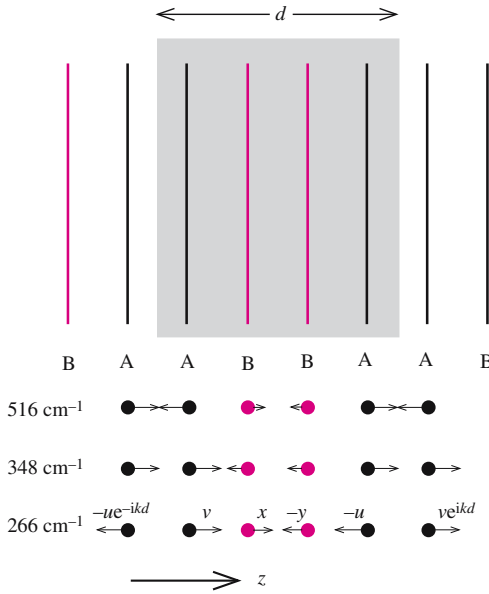 d
B A A B B A A B
516 cm⁻¹
348 cm⁻¹
−ue⁻ⁱᵏᵈ v x −y −u veⁱᵏᵈ
266 cm⁻¹
z